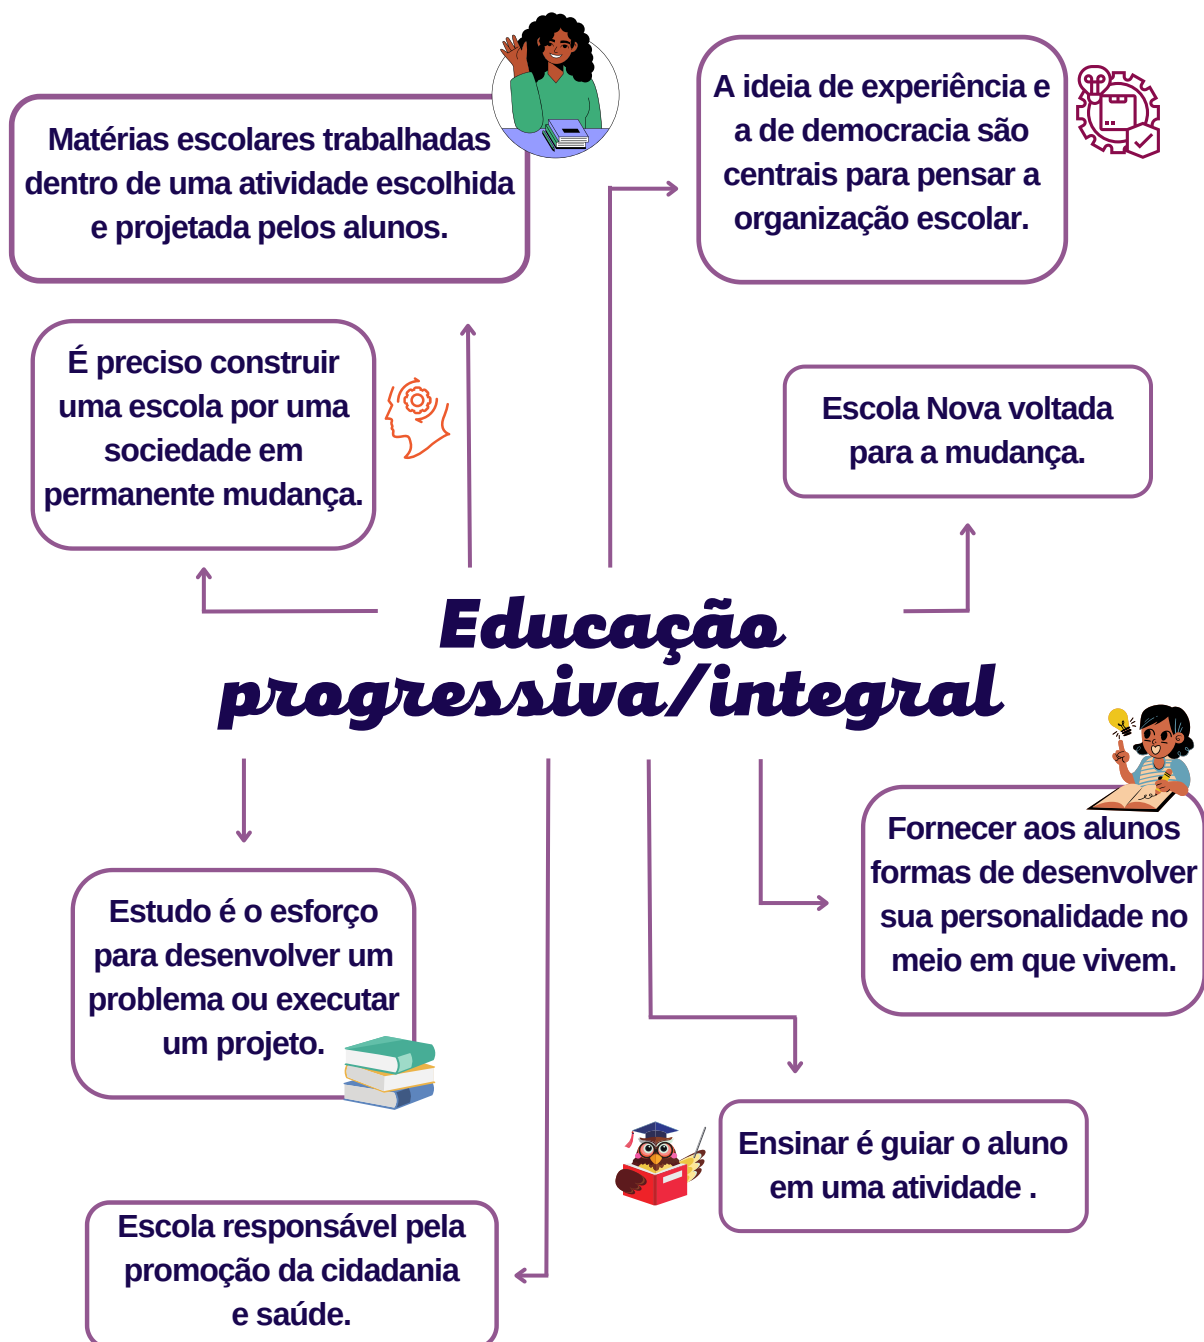 Matérias escolares trabalhadas
dentro de uma atividade escolhida
e projetada pelos alunos.
A ideia de experiência e
a de democracia são
centrais para pensar a
organização escolar.
É preciso construir
uma escola por uma
sociedade em
permanente mudança.
Escola Nova voltada
para a mudança.
Educação
progressiva/integral
Estudo é o esforço
para desenvolver um
problema ou executar
um projeto.
Fornecer aos alunos
formas de desenvolver
sua personalidade no
meio em que vivem.
Ensinar é guiar o aluno
em uma atividade .
Escola responsável pela
promoção da cidadania
e saúde.